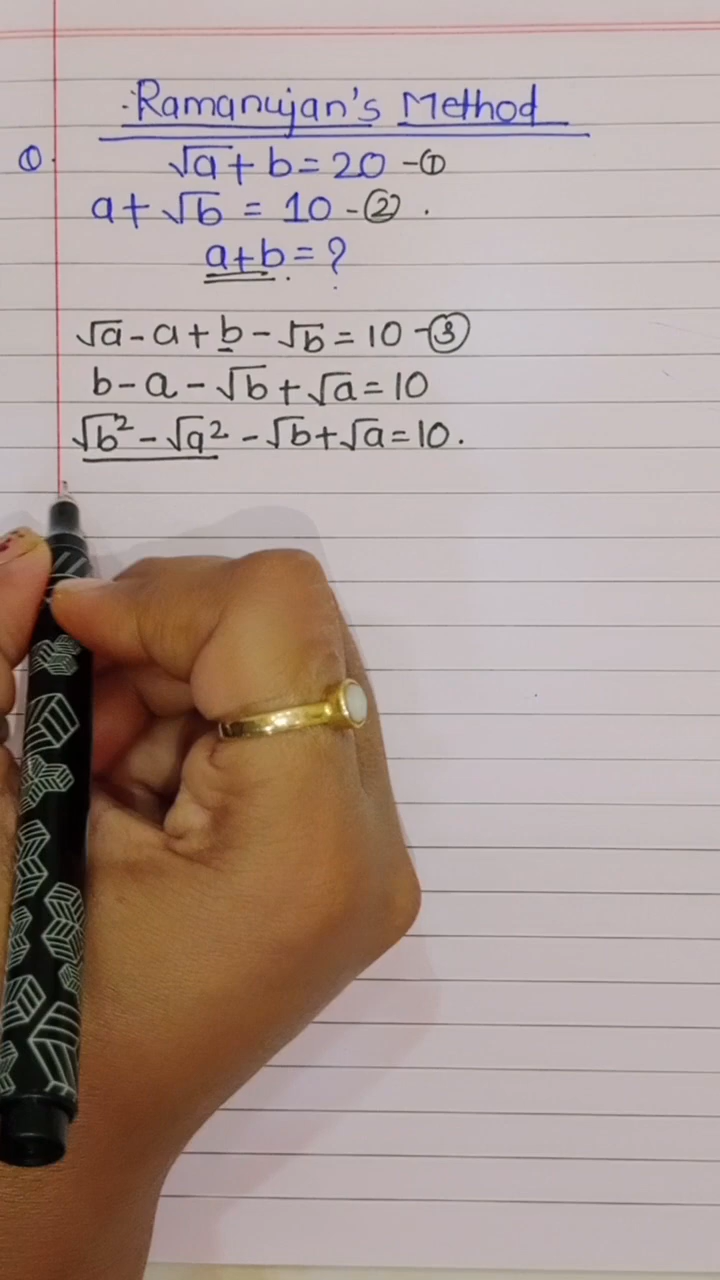 Ramanujan's Method
① √a + b = 20 -①
a + √b = 10 -② .
a+b = ?
√a - a + b - √b = 10 -③
b - a - √b + √a = 10
√b² - √a² - √b + √a = 10.